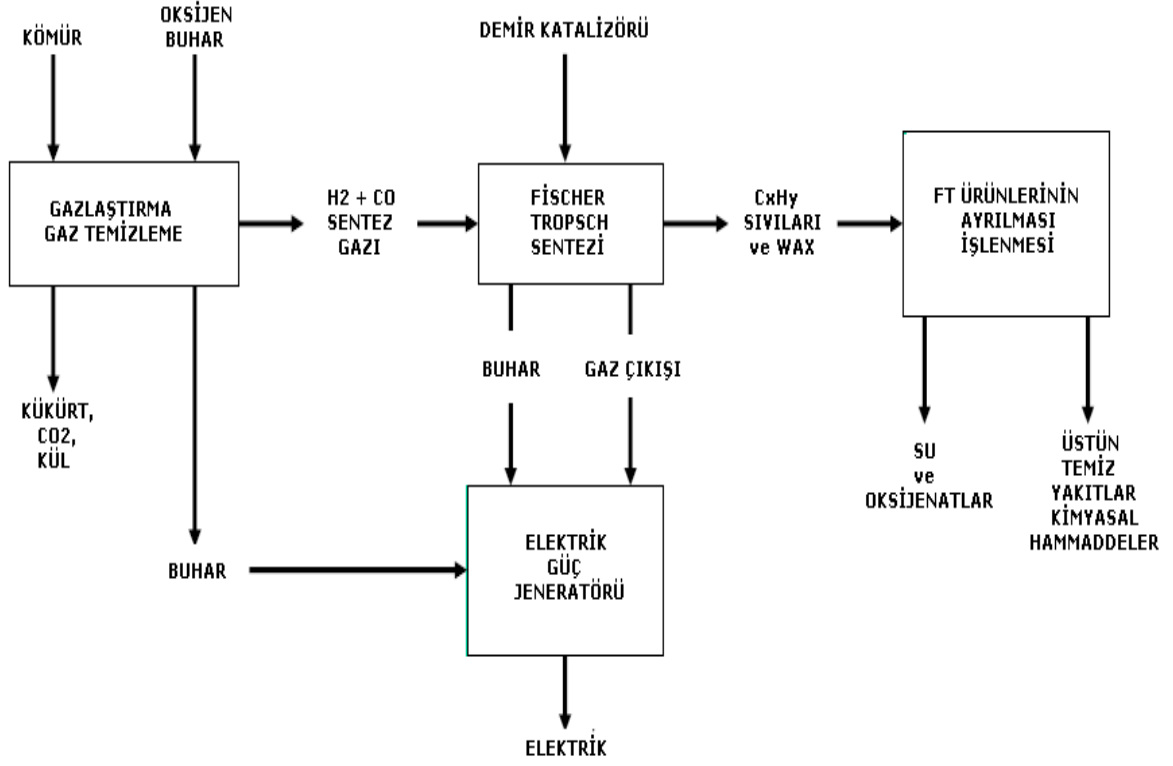 KÖMÜR
OKSİJEN
BUHAR
DEMİR KATALİZÖRÜ
GAZLAŞTIRMA
GAZ TEMİZLEME
H2 + CO
SENTEZ
GAZI
FİSCHER
TROPSCH
SENTEZİ
CxHy
SIVILARI
ve WAX
FT ÜRÜNLERİNİN
AYRILMASI
İŞLENMESİ
BUHAR
GAZ ÇIKIŞI
KÜKÜRT,
CO2,
KÜL
SU
ve
OKSİJENATLAR
ÜSTÜN
TEMİZ
YAKITLAR
KİMYASAL
HAMMADDELER
BUHAR
ELEKTRİK
GÜÇ
JENERATÖRÜ
ELEKTRİK